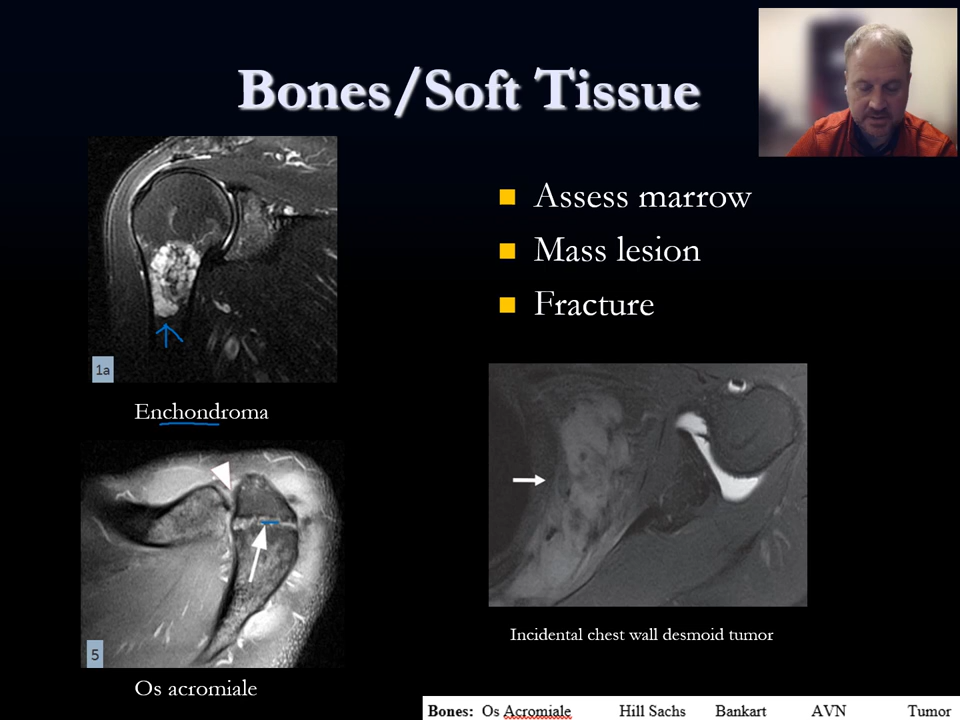 Bones/Soft Tissue
Assess marrow
Mass lesion
Fracture
1a
Enchondroma
5
Os acromiale
Incidental chest wall desmoid tumor
Bones: Os Acromiale Hill Sachs Bankart AVN Tumor